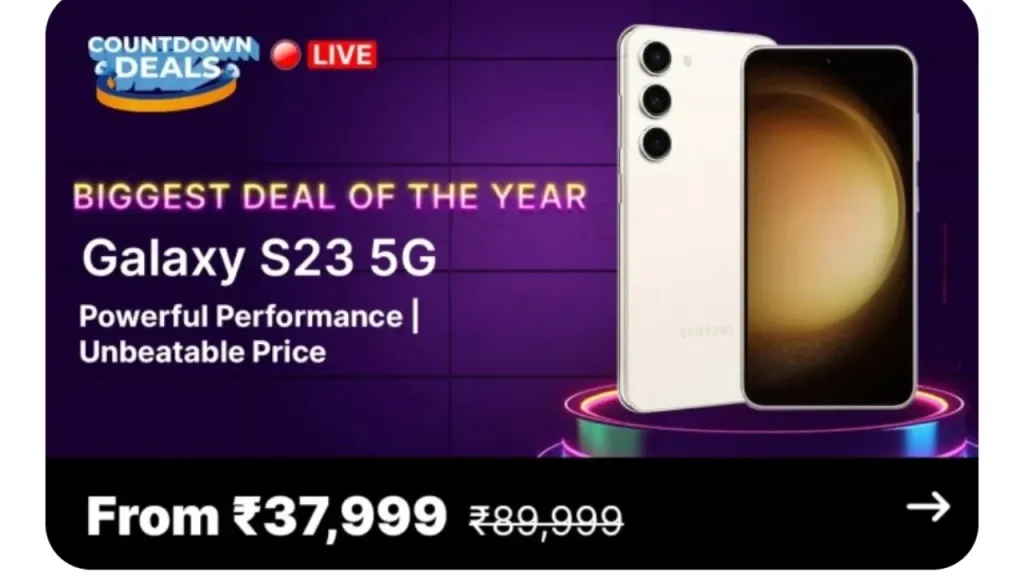 COUNTDOWN
DEALS
LIVE
BIGGEST DEAL OF THE YEAR
Galaxy S23 5G
Powerful Performance |
Unbeatable Price
SAMSUNG
From ₹37,999 ₹89,999